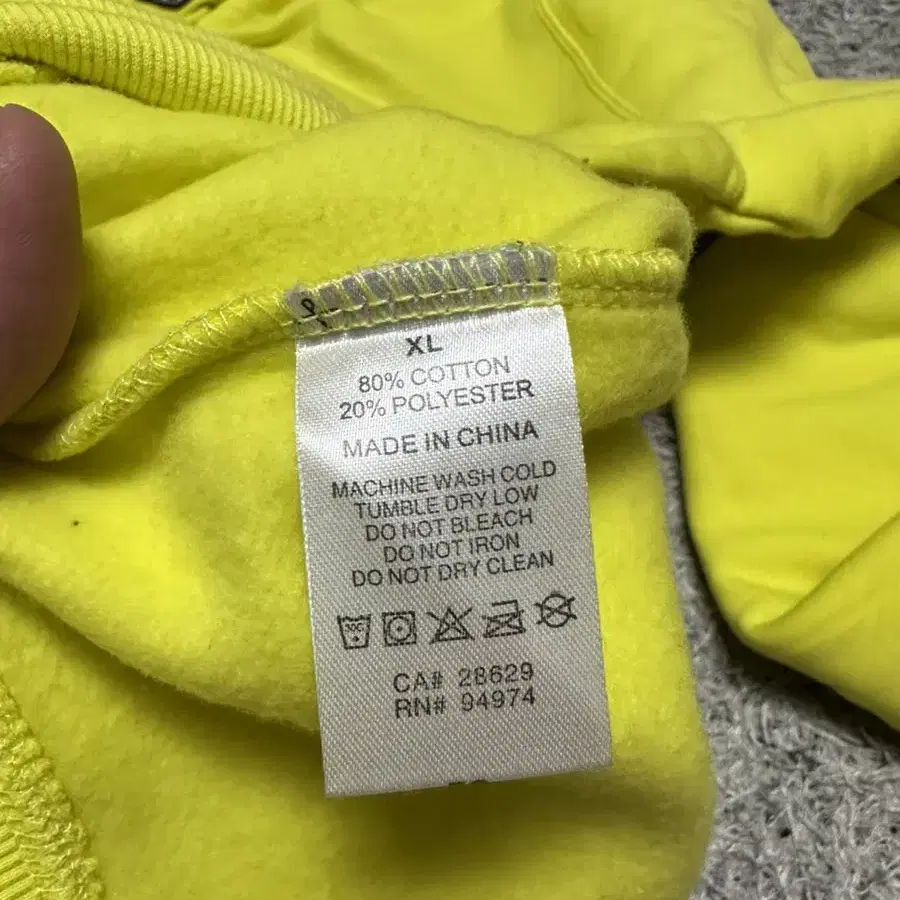 XL
80% COTTON
20% POLYESTER
MADE IN CHINA
MACHINE WASH COLD
TUMBLE DRY LOW
DO NOT BLEACH
DO NOT IRON
DO NOT DRY CLEAN
30C
CA# 28629
RN# 94974